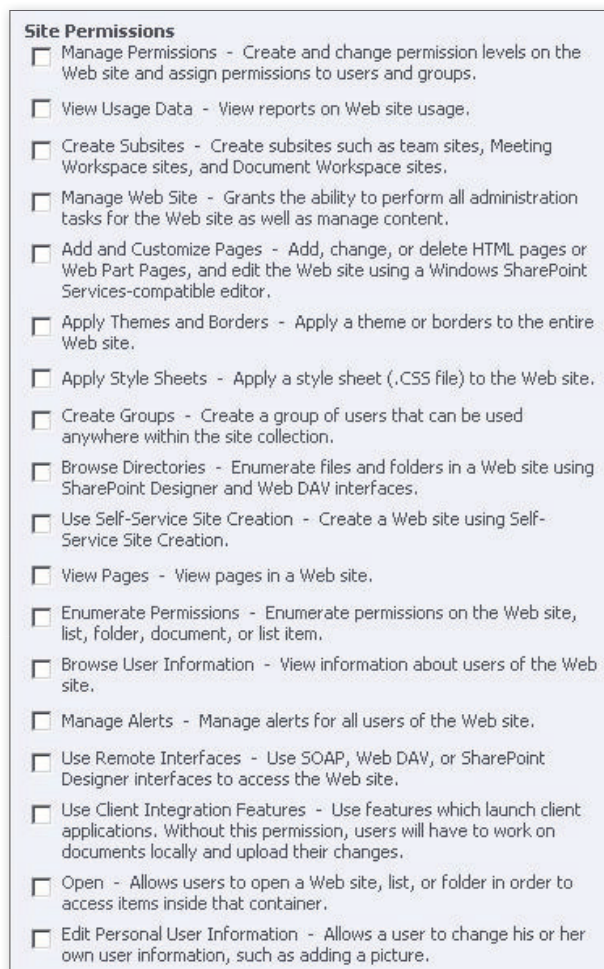 Site Permissions
Manage Permissions - Create and change permission levels on the
Web site and assign permissions to users and groups.
View Usage Data - View reports on Web site usage.
Create Subsites - Create subsites such as team sites, Meeting
Workspace sites, and Document Workspace sites.
Manage Web Site - Grants the ability to perform all administration
tasks for the Web site as well as manage content.
Add and Customize Pages - Add, change, or delete HTML pages or
Web Part Pages, and edit the Web site using a Windows SharePoint
Services-compatible editor.
Apply Themes and Borders - Apply a theme or borders to the entire
Web site.
Apply Style Sheets - Apply a style sheet (.CSS file) to the Web site.
Create Groups - Create a group of users that can be used
anywhere within the site collection.
Browse Directories - Enumerate files and folders in a Web site using
SharePoint Designer and Web DAV interfaces.
Use Self-Service Site Creation - Create a Web site using Self-
Service Site Creation.
View Pages - View pages in a Web site.
Enumerate Permissions - Enumerate permissions on the Web site,
list, folder, document, or list item.
Browse User Information - View information about users of the Web
site.
Manage Alerts - Manage alerts for all users of the Web site.
Use Remote Interfaces - Use SOAP, Web DAV, or SharePoint
Designer interfaces to access the Web site.
Use Client Integration Features - Use features which launch client
applications. Without this permission, users will have to work on
documents locally and upload their changes.
Open - Allows users to open a Web site, list, or folder in order to
access items inside that container.
Edit Personal User Information - Allows a user to change his or her
own user information, such as adding a picture.